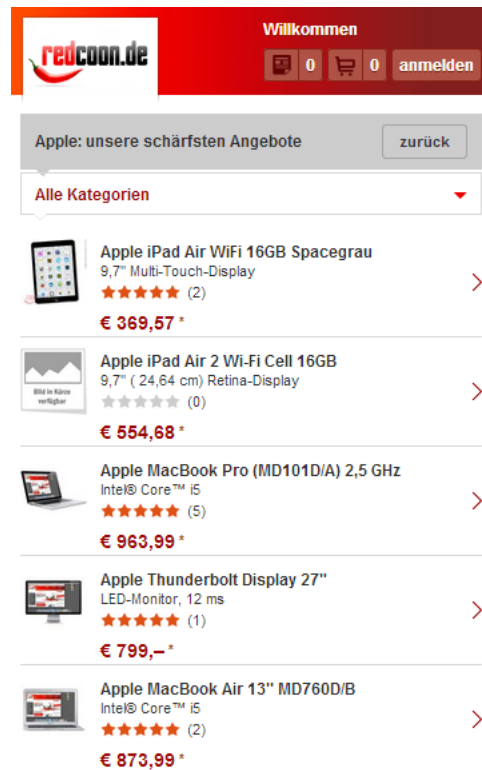 Willkommen
redcoon.de
0 0 anmelden
Apple: unsere schärfsten Angebote zurück
Alle Kategorien
Apple iPad Air WiFi 16GB Spacegrau
9,7" Multi-Touch-Display
(2)
€ 369,57 *
Apple iPad Air 2 Wi-Fi Cell 16GB
9,7" ( 24,64 cm) Retina-Display
Bild in Kürze
verfügbar
(0)
€ 554,68 *
Apple MacBook Pro (MD101D/A) 2,5 GHz
Intel® Core™ i5
(5)
€ 963,99 *
Apple Thunderbolt Display 27"
LED-Monitor, 12 ms
(1)
€ 799,– *
Apple MacBook Air 13" MD760D/B
Intel® Core™ i5
(2)
€ 873,99 *